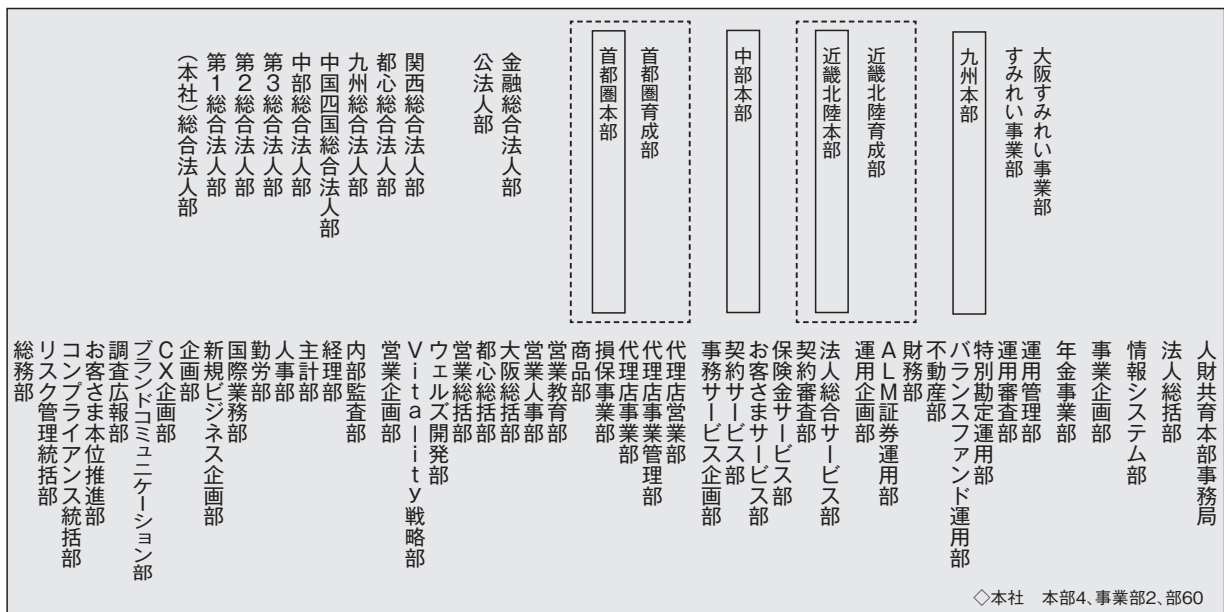 (本社)総合法人部
第1総合法人部
第2総合法人部
第3総合法人部
中部総合法人部
中国四国総合法人部
九州総合法人部
都心総合法人部
関西総合法人部
公法人部
金融総合法人部
首都圏本部
首都圏育成部
中部本部
近畿北陸本部
近畿北陸育成部
九州本部
すみれい事業部
大阪すみれい事業部
総務部
リスク管理統括部
コンプライアンス統括部
お客さま本位推進部
調査広報部
ブランドコミュニケーション部
CX企画部
企画部
新規ビジネス企画部
国際業務部
勤労部
人事部
主計部
経理部
内部監査部
営業企画部
Vitality戦略部
ウェルズ開発部
営業総括部
都心総括部
大阪総括部
営業人事部
営業教育部
商品部
損保事業部
代理店事業部
代理店事業管理部
代理店営業部
事務サービス企画部
契約サービス部
お客さまサービス部
保険金サービス部
契約審査部
法人総合サービス部
運用企画部
ALM証券運用部
財務部
不動産部
バランスファンド運用部
特別勘定運用部
運用審査部
運用管理部
年金事業部
事業企画部
情報システム部
法人総括部
人財共育本部事務局
◇本社 本部4、事業部2、部60